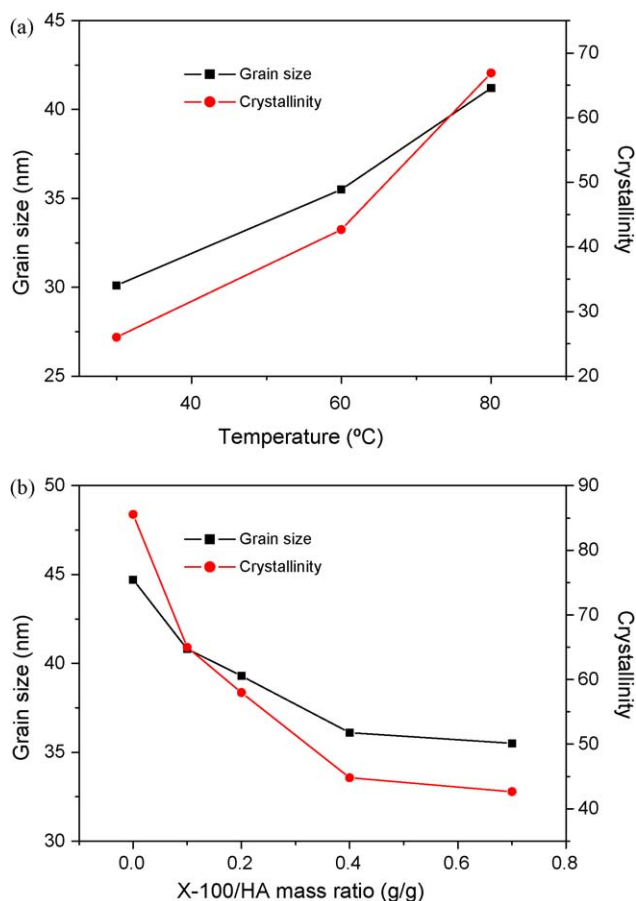 (a)
45
40
35
30
25
Grain size (nm)
Grain size
Crystallinity
70
60
50
40
30
20
Crystallinity
40
60
80
Temperature (ºC)
(b)
50
45
40
35
30
Grain size (nm)
Grain size
Crystallinity
90
80
70
60
50
40
Crystallinity
0.0
0.2
0.4
0.6
0.8
X-100/HA mass ratio (g/g)